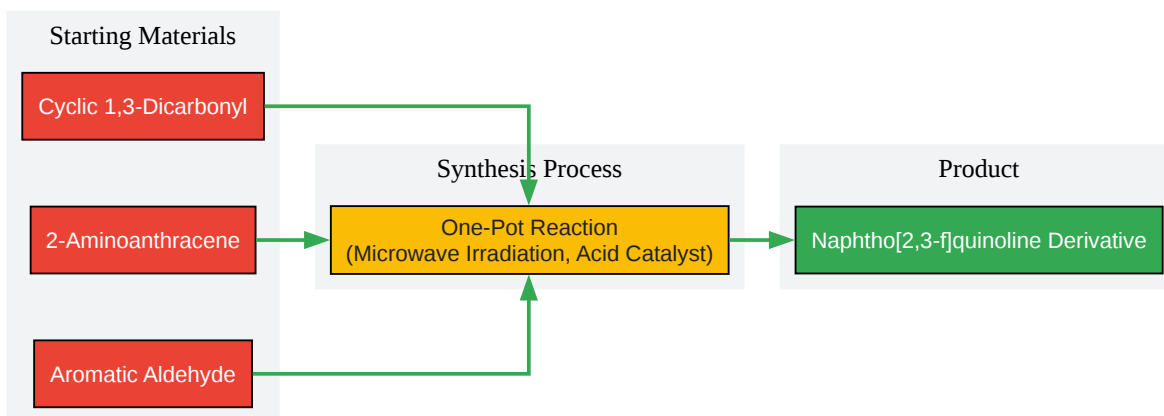 Starting Materials
Cyclic 1,3-Dicarbonyl
2-Aminoanthracene
Aromatic Aldehyde
Synthesis Process
One-Pot Reaction
(Microwave Irradiation, Acid Catalyst)
Product
Naphtho[2,3-f]quinoline Derivative